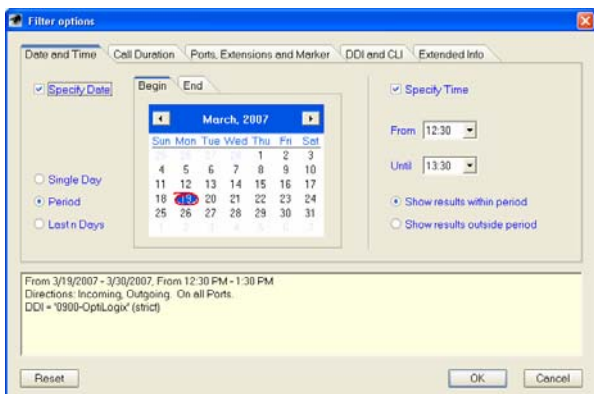 Filter options
Date and Time Call Duration Ports, Extensions and Marker DDI and CLI Extended Info
Specify Date
Begin End
March, 2007
Sun Mon Tue Wed Thu Fri Sat
1 2 3
4 5 6 7 8 9 10
11 12 13 14 15 16 17
18 19 20 21 22 23 24
25 26 27 28 29 30 31
Single Day
Period
Last n Days
Specify Time
From 12:30
Until 13:30
Show results within period
Show results outside period
From 3/19/2007 - 3/30/2007, From 12:30 PM - 1:30 PM
Directions: Incoming, Outgoing. On all Ports.
DDI = "0900-OptiLogix" (strict)
Reset OK Cancel